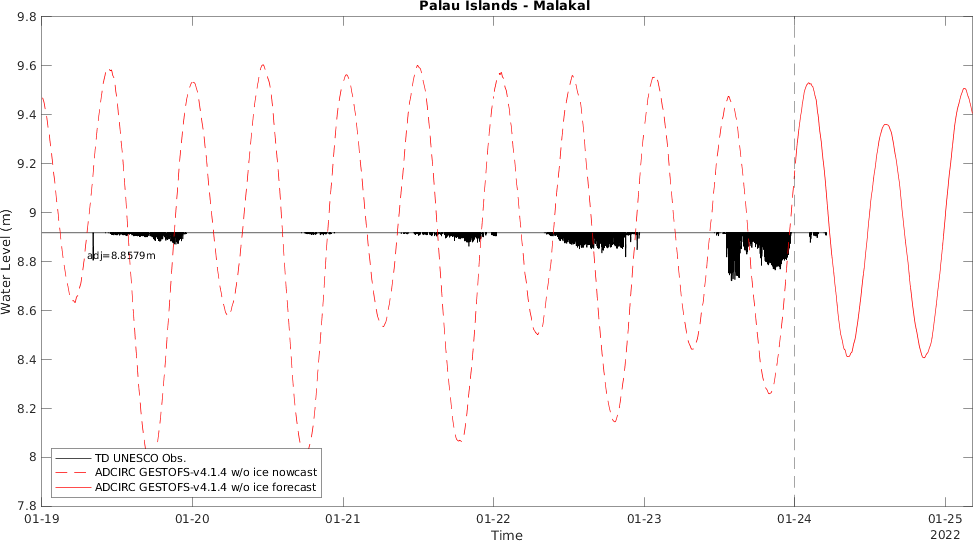 Palau Islands - Malakal
9.8
9.6
9.4
9.2
9
8.8
8.6
8.4
8.2
8
7.8
Water Level (m)
adj=8.8579m
TD UNESCO Obs.
ADCIRC GESTOFS-v4.1.4 w/o ice nowcast
ADCIRC GESTOFS-v4.1.4 w/o ice forecast
01-19 01-20 01-21 01-22 01-23 01-24 01-25
Time
2022